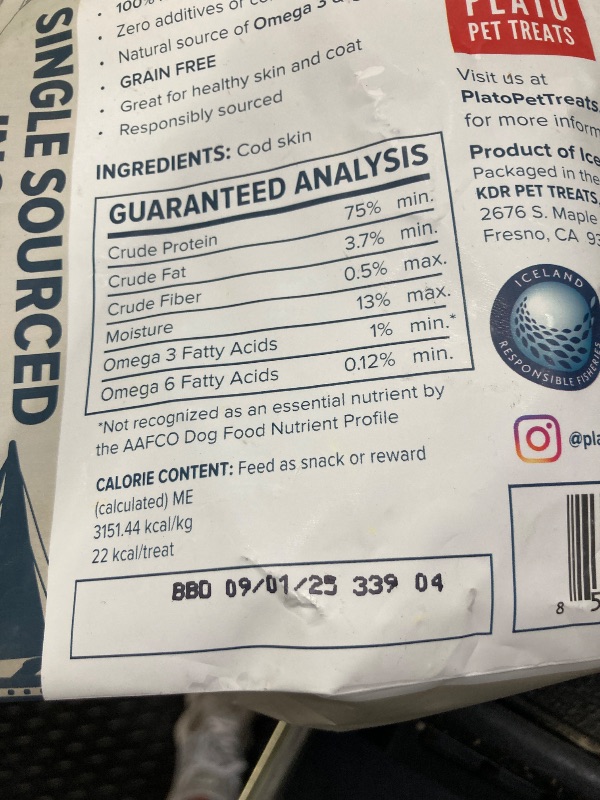 SINGLE SOURCED
100%
Zero additives or
• Natural source of Omega 3 &
• GRAIN FREE
• Great for healthy skin and coat
• Responsibly sourced
INGREDIENTS: Cod skin
GUARANTEED ANALYSIS
Crude Protein 75% min.
Crude Fat 3.7% min.
Crude Fiber 0.5% max.
Moisture 13% max.
Omega 3 Fatty Acids 1% min.*
Omega 6 Fatty Acids 0.12% min.
*Not recognized as an essential nutrient by
the AAFCO Dog Food Nutrient Profile
CALORIE CONTENT: Feed as snack or reward
(calculated) ME
3151.44 kcal/kg
22 kcal/treat
BBD 09/01/25 339 04
PLATO
PET TREATS
Visit us at
PlatoPetTreats.
for more
Product of
Packaged in the
KDR PET TREATS,
2676 S. Maple
Fresno, CA
ICELAND
RESPONSIBLE FISHERIES
8 5